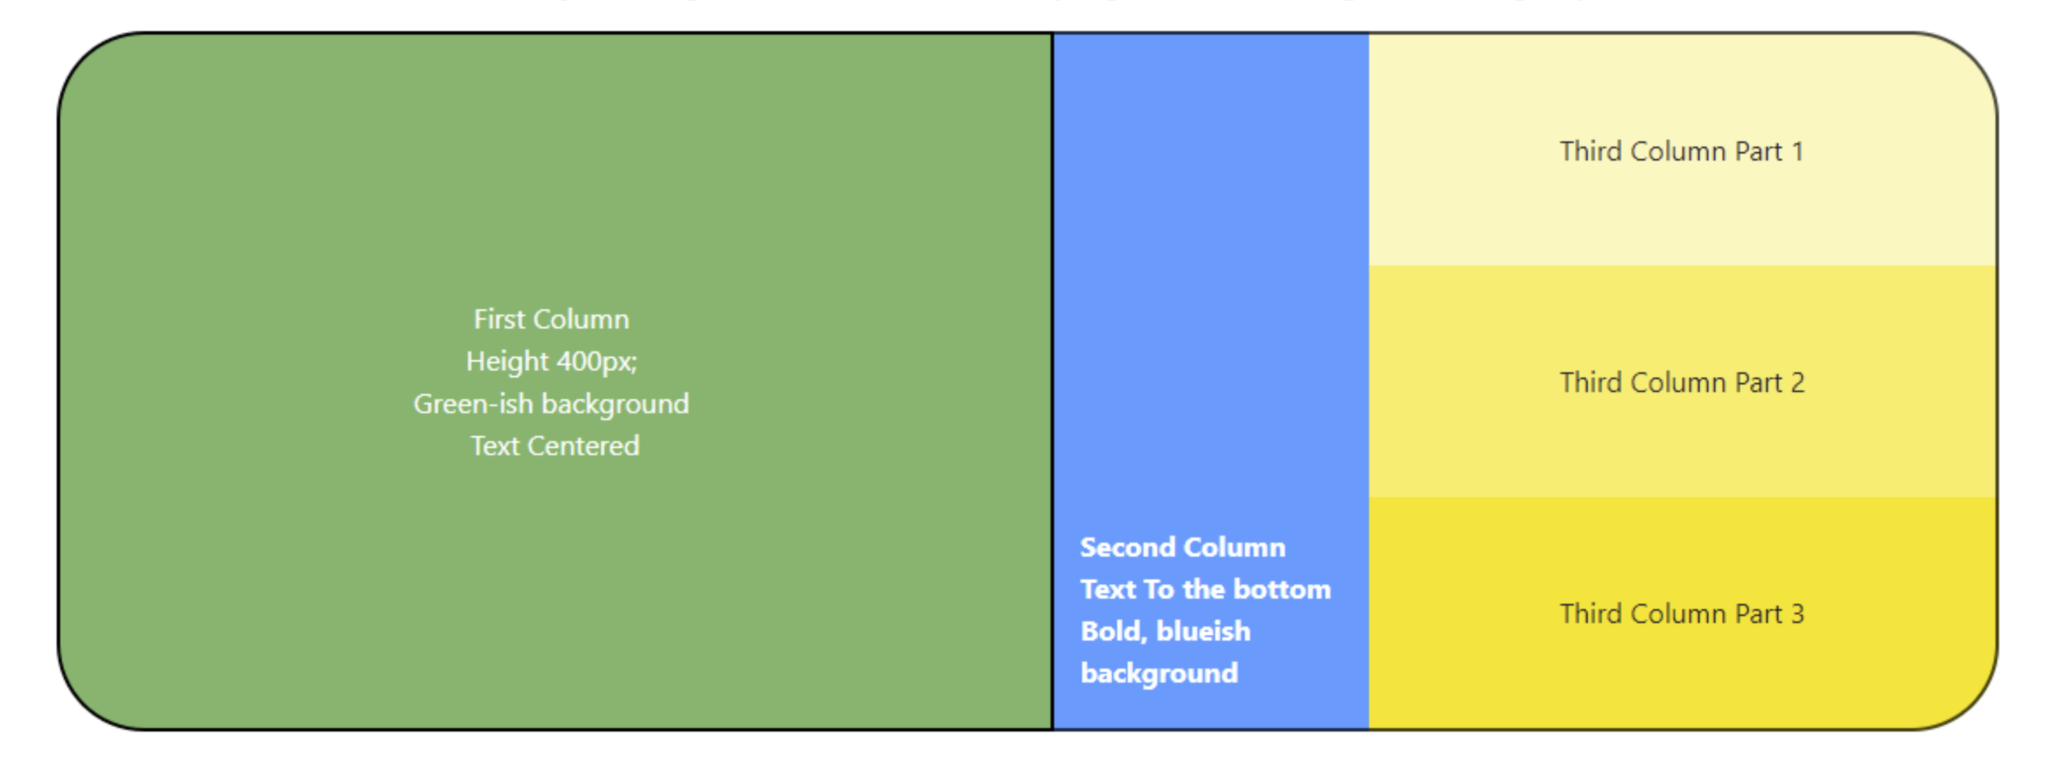 First Column
Height 400px;
Green-ish background
Text Centered
Second Column
Text To the bottom
Bold, blueish
background
Third Column Part 1
Third Column Part 2
Third Column Part 3